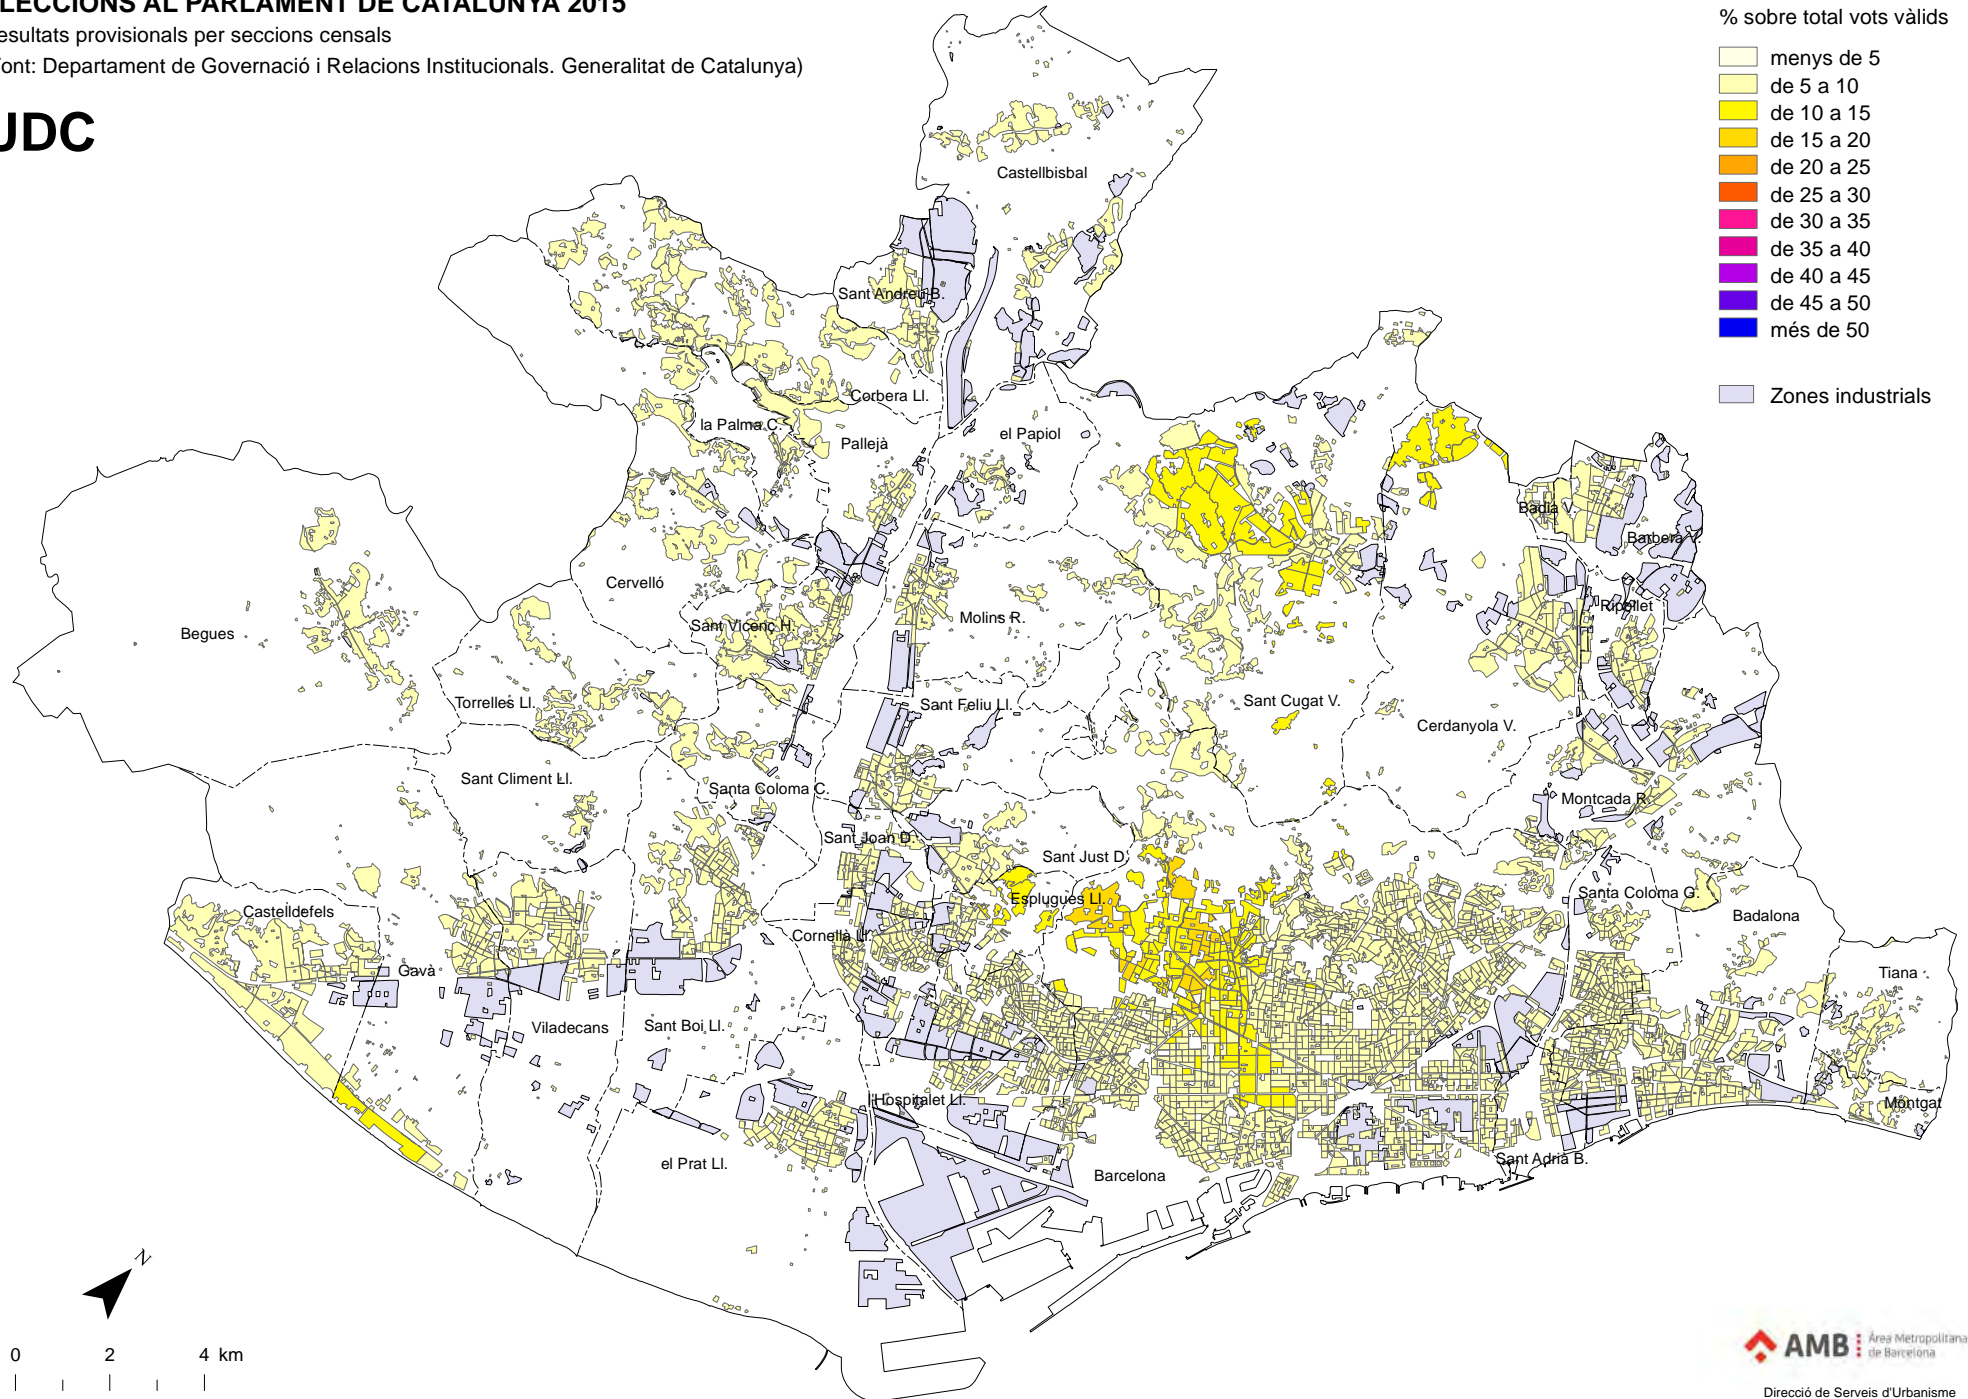 LECCIONS AL PARLAMENT DE CATALUNYA 2015
esultats provisionals per seccions censals
ont: Departament de Governació i Relacions Institucionals. Generalitat de Catalunya)
UDC
% sobre total vots vàlids
menys de 5
de 5 a 10
de 10 a 15
de 15 a 20
de 20 a 25
de 25 a 30
de 30 a 35
de 35 a 40
de 40 a 45
de 45 a 50
més de 50
Zones industrials
Castellbisbal
Sant Andreu B.
Corbera Ll.
la Palma C.
Pallejà
el Papiol
Badia V.
Barberà V.
Cervelló
Ripollet
Molins R.
Sant Vicenç H.
Begues
Torrelles Ll.
Sant Feliu Ll.
Sant Cugat V.
Cerdanyola V.
Sant Climent Ll.
Santa Coloma C.
Montcada R.
Sant Joan D.
Sant Just D.
Esplugues Ll.
Santa Coloma G.
Castelldefels
Badalona
Cornellà Ll.
Gavà
Tiana
Viladecans
Sant Boi Ll.
l'Hospitalet Ll.
Montgat
el Prat Ll.
Sant Adrià B.
Barcelona
N
0 2 4 km
AMB Àrea Metropolitana
de Barcelona
Direcció de Serveis d'Urbanisme